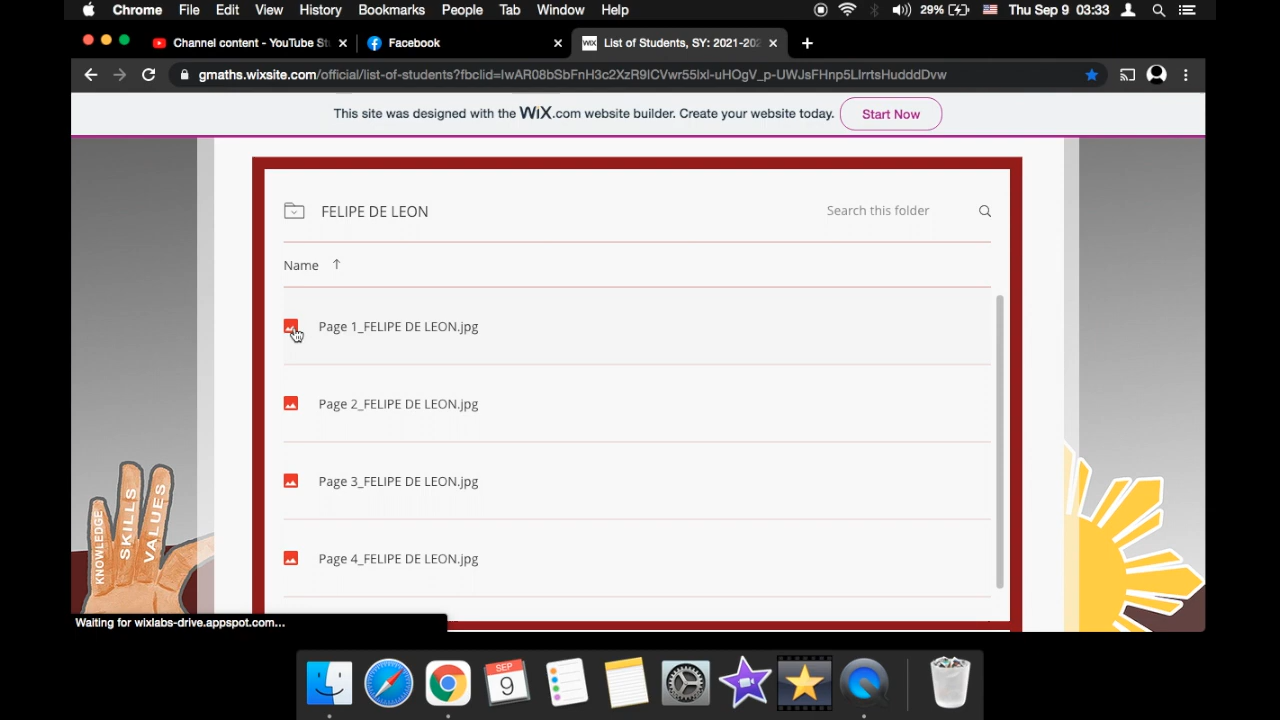 Chrome File Edit View History Bookmarks People Tab Window Help 29% Thu Sep 9 03:33
Channel content - YouTube St Facebook WIX List of Students, SY: 2021-202
gmaths.wixsite.com/official/list-of-students?fbclid=IwAR08bSbFnH3c2XzR9ICVwr55lxl-uHOgV_p-UWJsFHnp5LIrrtsHudddDvw
This site was designed with the WiX.com website builder. Create your website today. Start Now
FELIPE DE LEON Search this folder
Name ↑
Page 1_FELIPE DE LEON.jpg
Page 2_FELIPE DE LEON.jpg
Page 3_FELIPE DE LEON.jpg
Page 4_FELIPE DE LEON.jpg
KNOWLEDGE
SKILLS
VALUES
Waiting for wixlabs-drive.appspot.com...
SEP
9